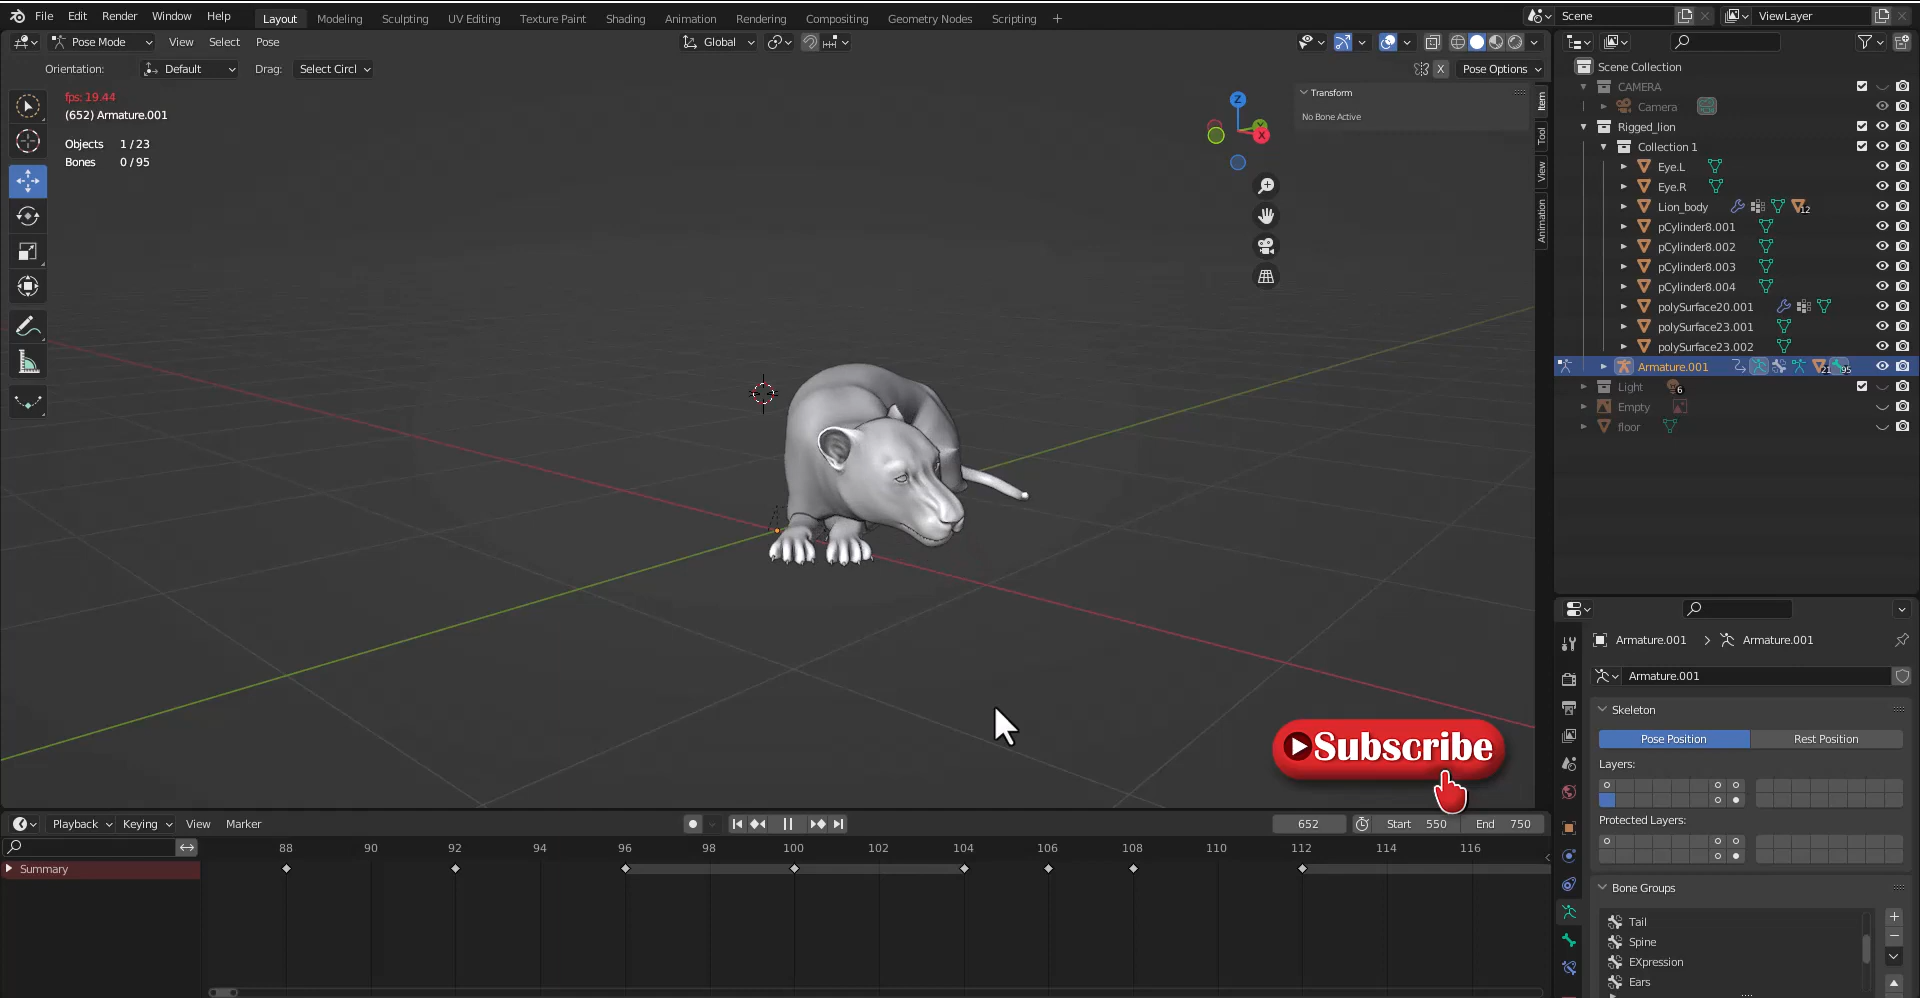 File Edit Render Window Help Layout Modeling Sculpting UV Editing Texture Paint Shading Animation Rendering Compositing Geometry Nodes Scripting + Scene ViewLayer
Pose Mode View Select Pose Global
Orientation: Default Drag: Select Circl X Pose Options
fps: 19.44
(652) Armature.001
Objects 1 / 23
Bones 0 / 95
Z
Y
X
Transform
No Bone Active
Item
Tool
View
Animation
Scene Collection
CAMERA
Camera
Rigged_lion
Collection 1
Eye.L
Eye.R
Lion_body 12
pCylinder8.001
pCylinder8.002
pCylinder8.003
pCylinder8.004
polySurface20.001
polySurface23.001
polySurface23.002
Armature.001 21 95
Light 6
Empty
floor
Armature.001 > Armature.001
Armature.001
Skeleton
Pose Position Rest Position
Layers:
Protected Layers:
Bone Groups
Tail
Spine
EXpression
Ears
Subscribe
Playback Keying View Marker 652 Start 550 End 750
88 90 92 94 96 98 100 102 104 106 108 110 112 114 116
Summary